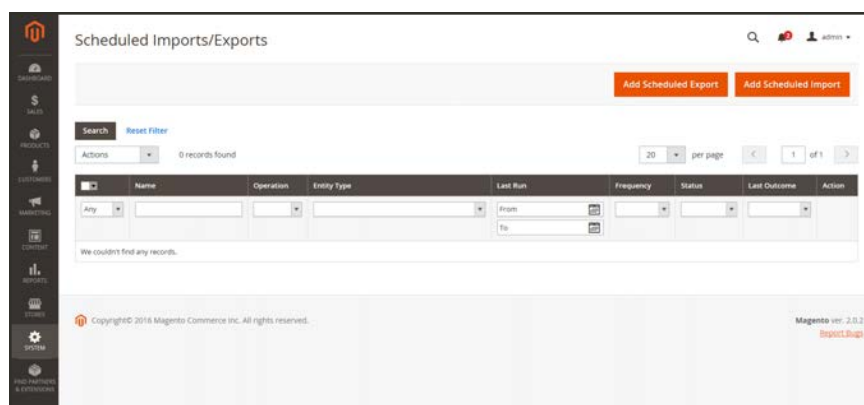 Scheduled Imports/Exports
2
admin
Add Scheduled Export
Add Scheduled Import
Search
Reset Filter
Actions
0 records found
20
per page
1
of 1
Name
Operation
Entity Type
Last Run
Frequency
Status
Last Outcome
Action
Any
From
To
We couldn't find any records.
DASHBOARD
SALES
PRODUCTS
CUSTOMERS
MARKETING
CONTENT
REPORTS
STORES
SYSTEM
FIND PARTNERS
& EXTENSIONS
Copyright© 2016 Magento Commerce Inc. All rights reserved.
Magento ver. 2.0.2
Report Bugs